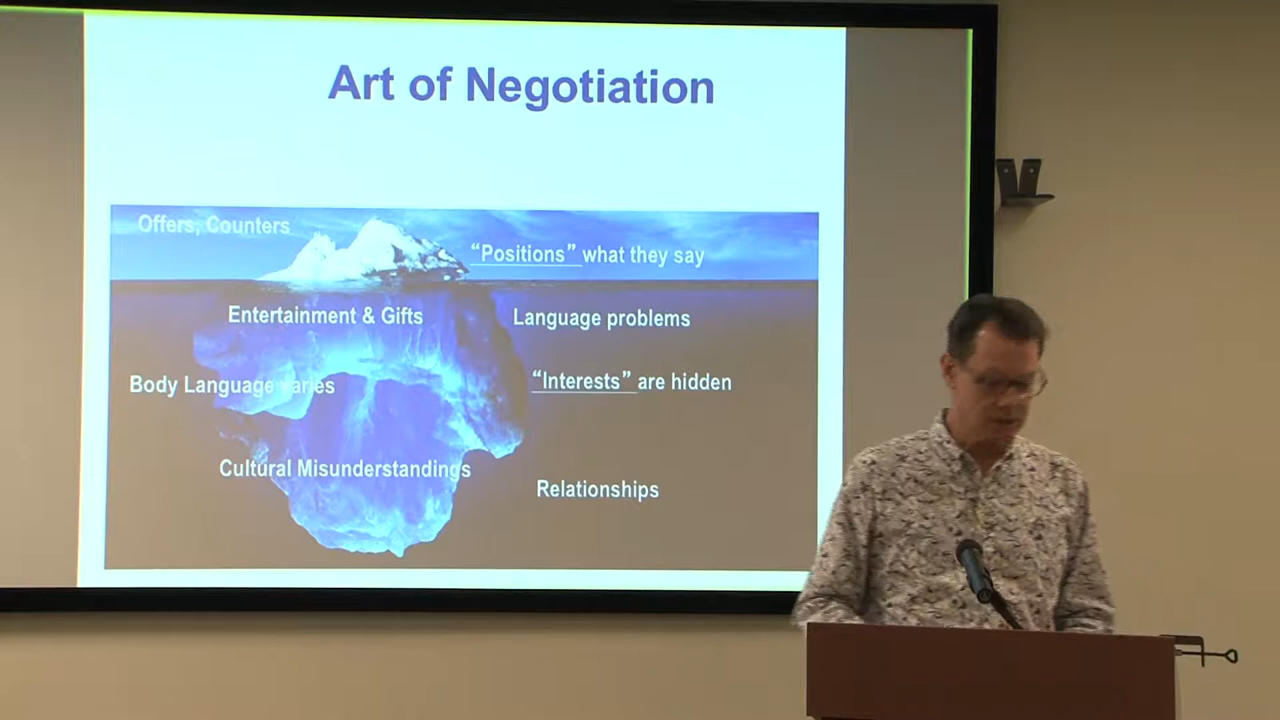 Art of Negotiation
Offers, Counters
“Positions” what they say
Entertainment & Gifts
Language problems
Body Language varies
“Interests” are hidden
Cultural Misunderstandings
Relationships